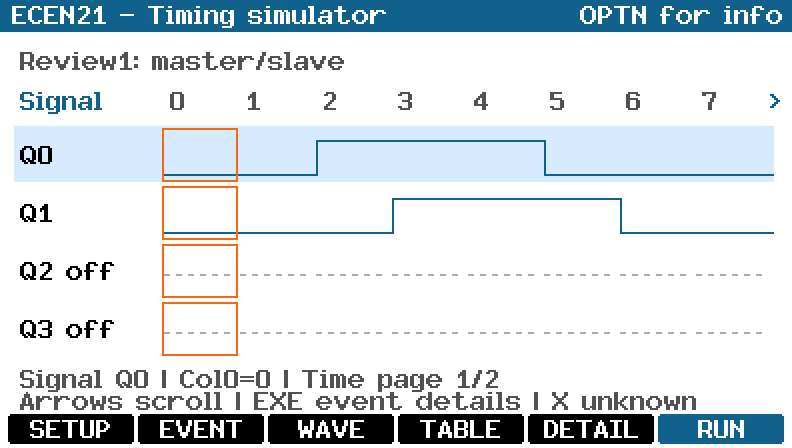 ECEN21 - Timing simulator OPTN for info
Review1: master/slave
Signal 0 1 2 3 4 5 6 7 >
Q0
Q1
Q2 off
Q3 off
Signal Q0 | Col0=0 | Time page 1/2
Arrows scroll | EXE event details | X unknown
SETUP EVENT WAVE TABLE DETAIL RUN